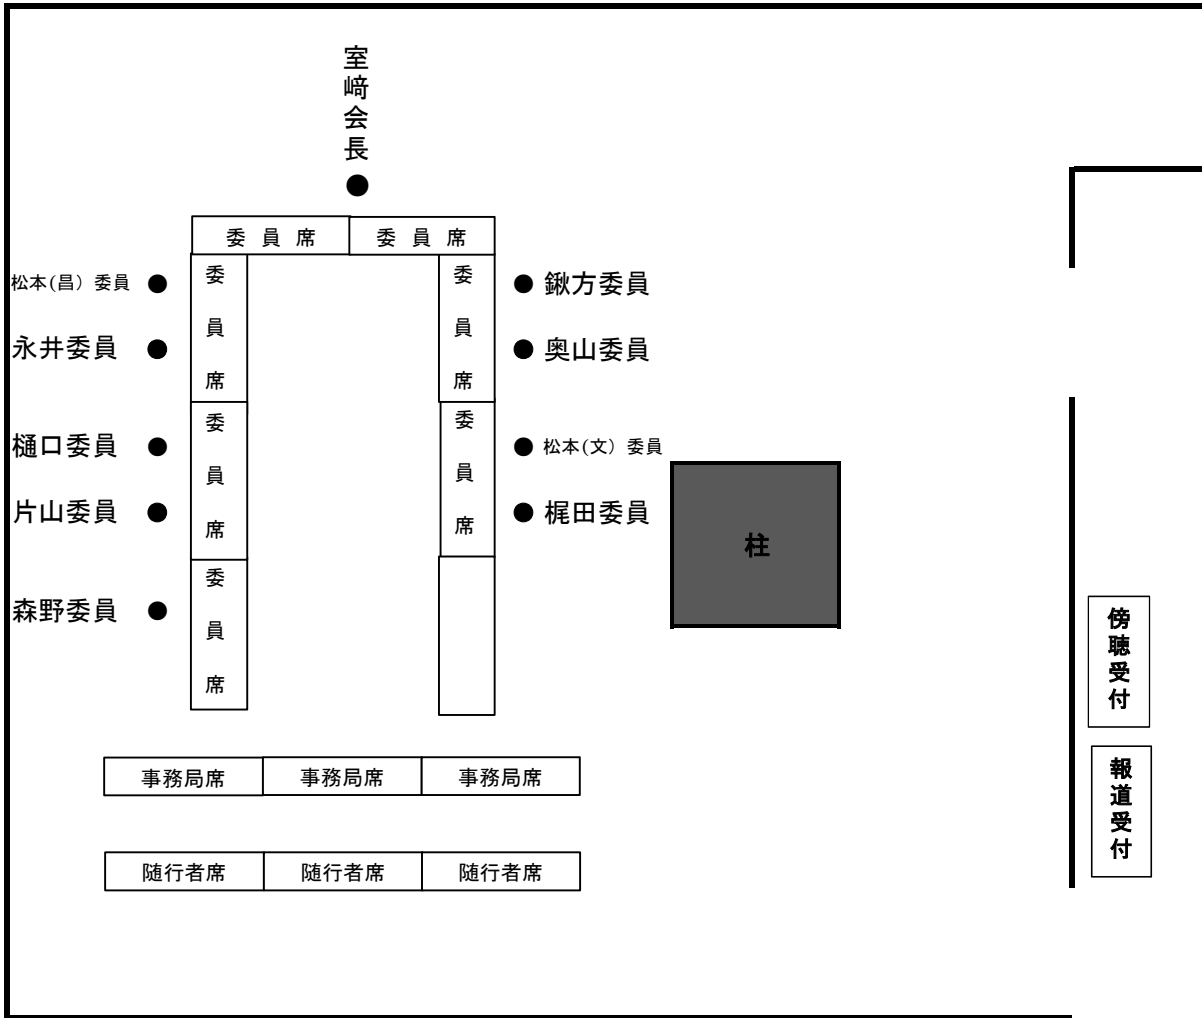 室﨑会長
委員席 委員席
松本(昌)委員
委員席
委員席
鍬方委員
永井委員
奥山委員
樋口委員
委員席
委員席
松本(文)委員
片山委員
梶田委員
柱
森野委員
委員席
傍聴受付
事務局席 事務局席 事務局席
報道受付
随行者席 随行者席 随行者席